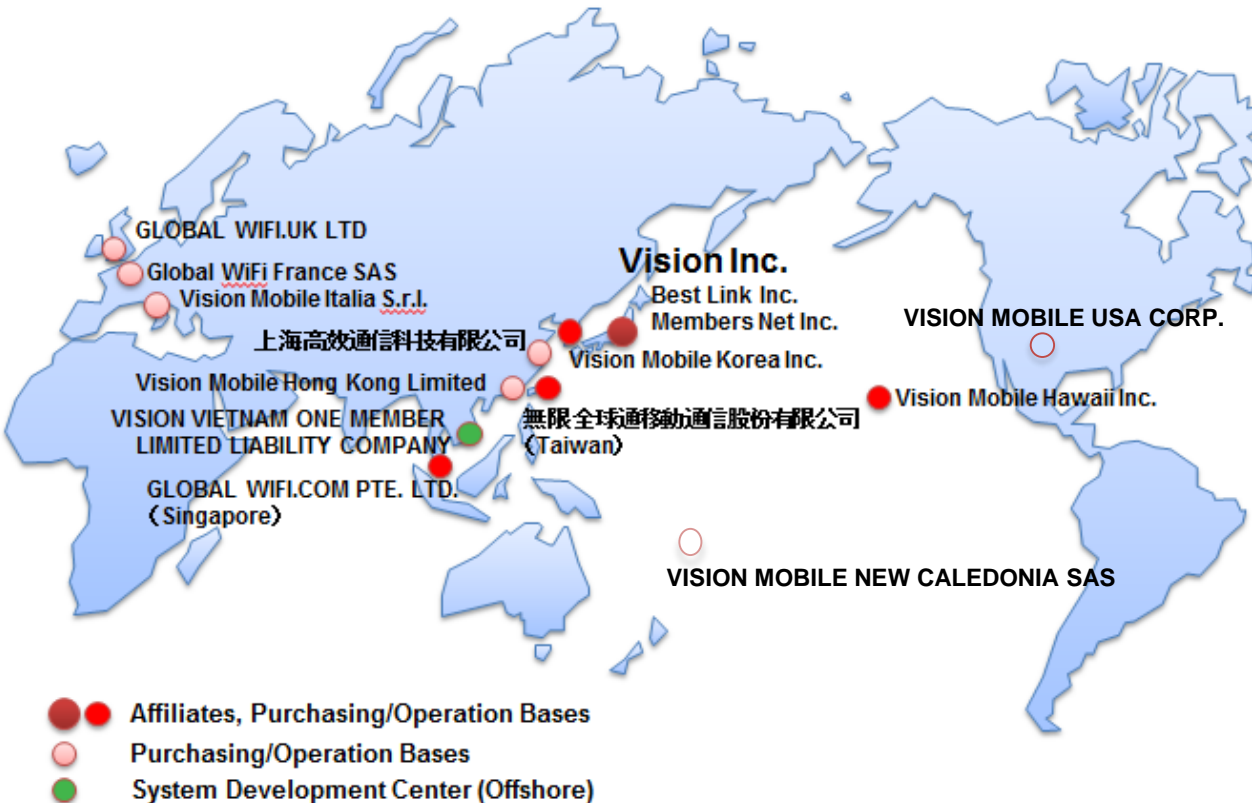 GLOBAL WIFI.UK LTD
Global WiFi France SAS
Vision Mobile Italia S.r.l.
Vision Inc.
Best Link Inc.
Members Net Inc.
VISION MOBILE USA CORP.
上海高效通信科技有限公司
Vision Mobile Korea Inc.
Vision Mobile Hong Kong Limited
Vision Mobile Hawaii Inc.
VISION VIETNAM ONE MEMBER
LIMITED LIABILITY COMPANY
無限全球通移動通信股份有限公司
(Taiwan)
GLOBAL WIFI.COM PTE. LTD.
(Singapore)
VISION MOBILE NEW CALEDONIA SAS
Affiliates, Purchasing/Operation Bases
Purchasing/Operation Bases
System Development Center (Offshore)